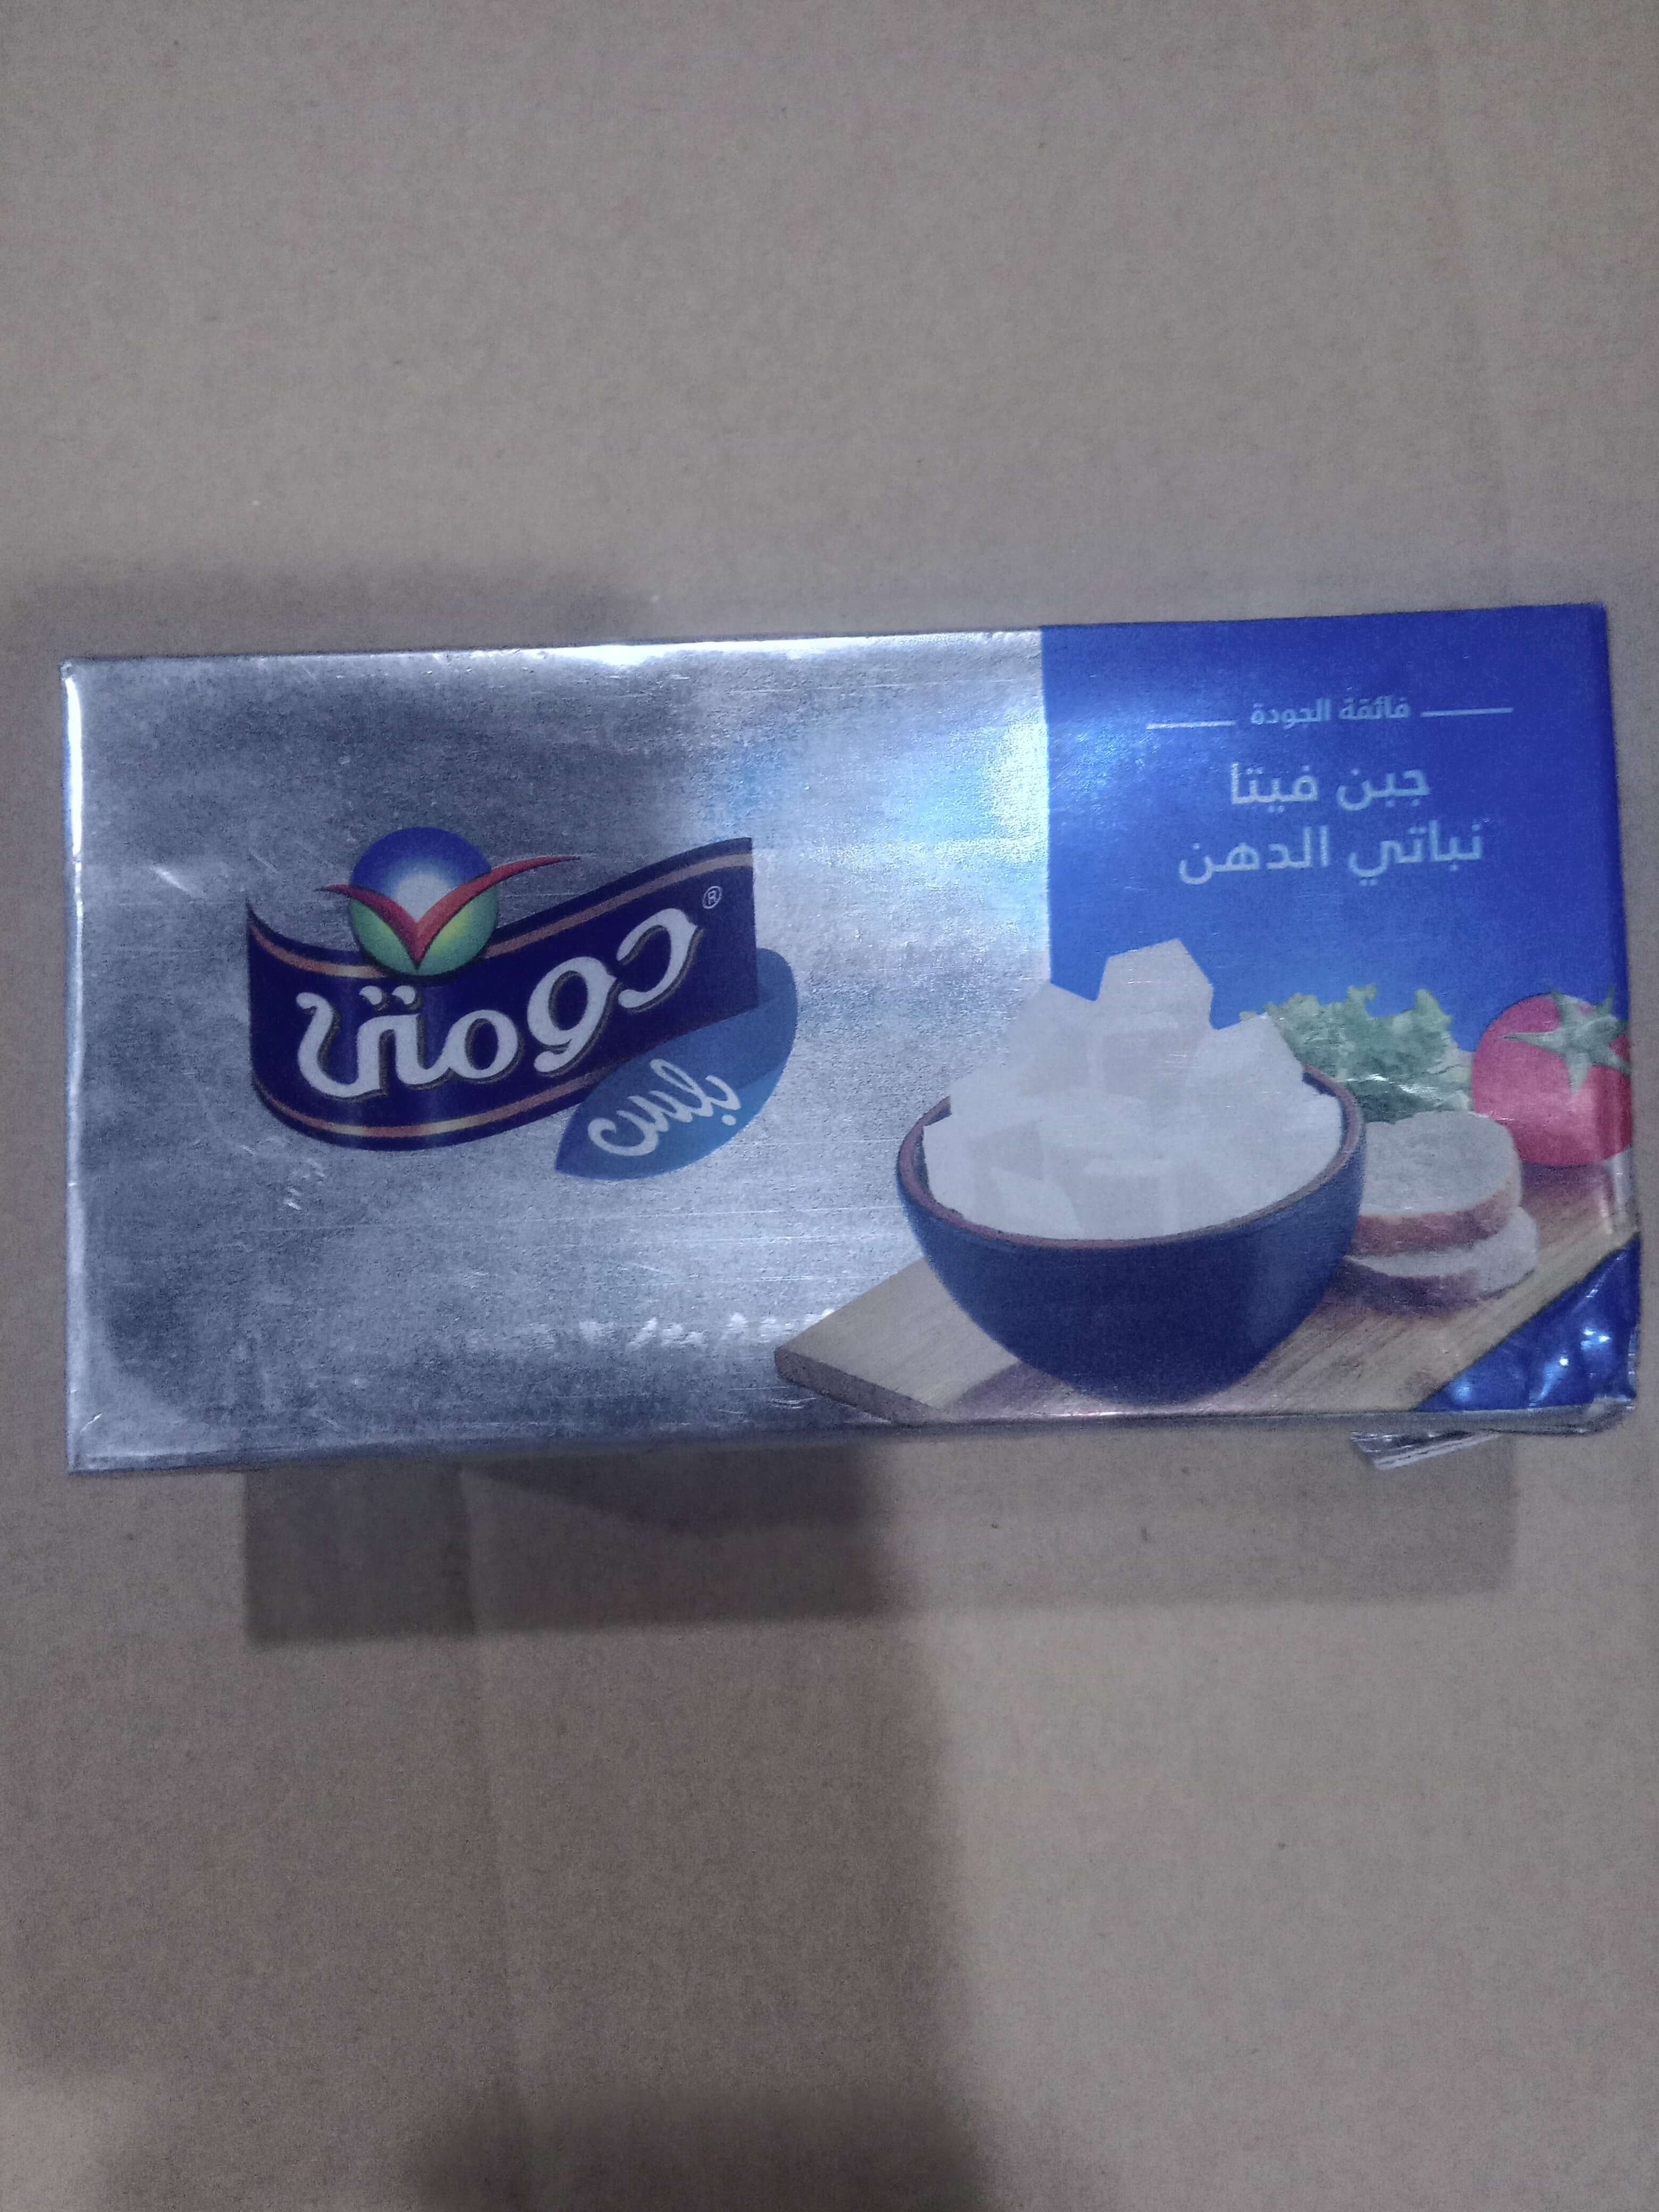 دومتي ®
بلس
فائقة الجودة
جبن فيتا
نباتي الدهن